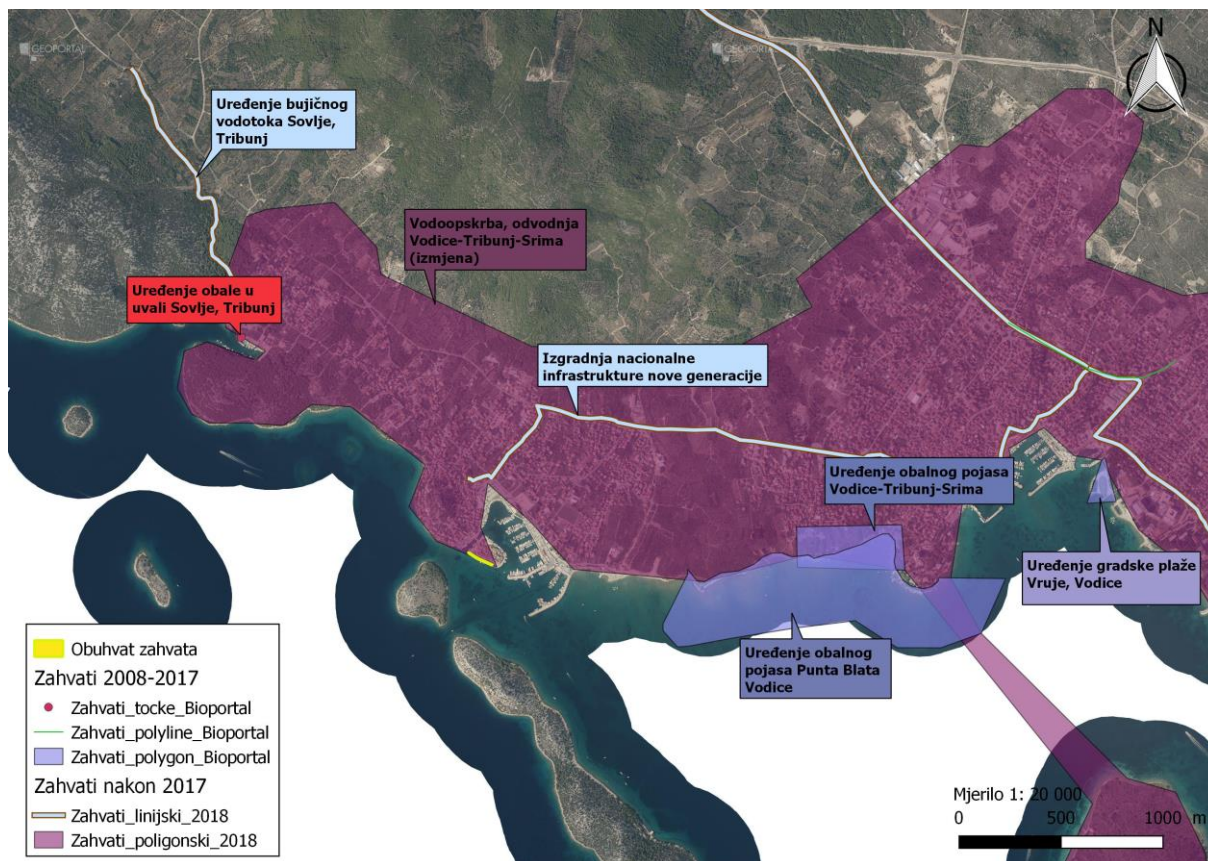 GEOPORTAL
GEOPORTAL
N
Uređenje bujičnog
vodotoka Sovlje,
Tribunj
Vodoopskrba, odvodnja
Vodice-Tribunj-Srima
(izmjena)
Uređenje obale u
uvali Sovlje, Tribunj
Izgradnja nacionalne
infrastrukture nove generacije
Uređenje obalnog pojasa
Vodice-Tribunj-Srima
Uređenje gradske plaže
Vruje, Vodice
Uređenje obalnog
pojasa Punta Blata
Vodice
Obuhvat zahvata
Zahvati 2008-2017
Zahvati_tocke_Bioportal
Zahvati_polyline_Bioportal
Zahvati_polygon_Bioportal
Zahvati nakon 2017
Zahvati_linijski_2018
Zahvati_poligonski_2018
Mjerilo 1: 20 000
0 500 1000 m